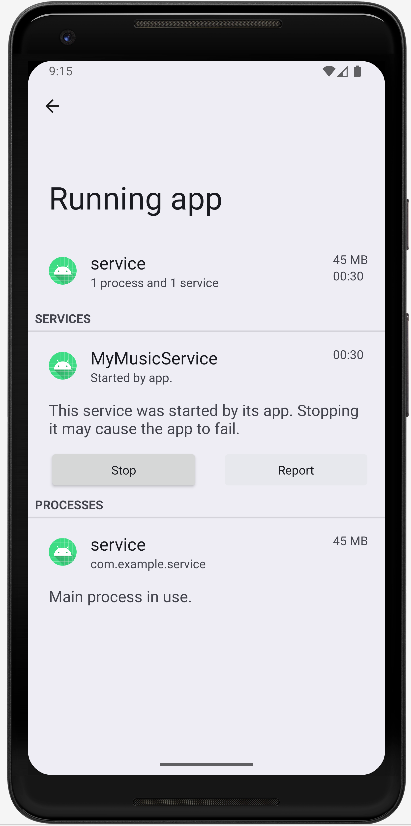 9:15
Running app
service
45 MB
1 process and 1 service
00:30
SERVICES
MyMusicService
00:30
Started by app.
This service was started by its app. Stopping
it may cause the app to fail.
Stop
Report
PROCESSES
service
45 MB
com.example.service
Main process in use.